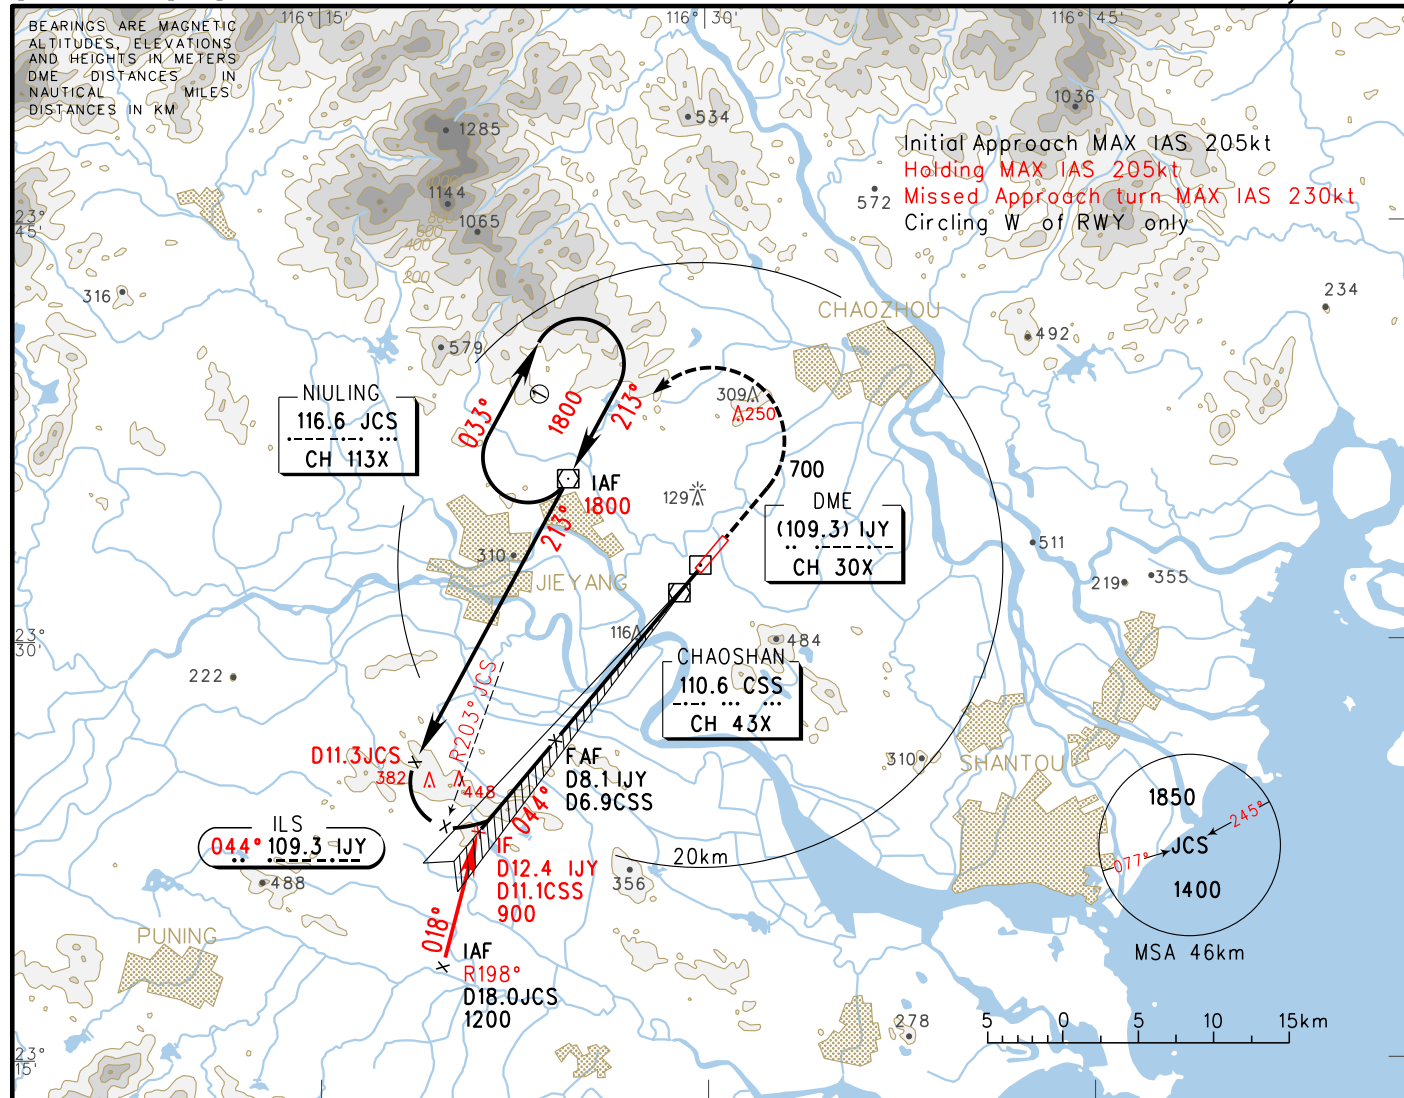 116°15'
116°30'
116°45'
BEARINGS ARE MAGNETIC
ALTITUDES, ELEVATIONS
AND HEIGHTS IN METERS
DME DISTANCES IN
NAUTICAL MILES
DISTANCES IN KM
1285
534
1036
Initial Approach MAX IAS 205kt
Holding MAX IAS 205kt
Missed Approach turn MAX IAS 230kt
Circling W of RWY only
1144
572
1065
23°
45'
800
600
400
200
316
234
CHAOZHOU
492
579
NIULING
116.6 JCS
CH 113X
033°
1
1800
213°
309
250
IAF
1800
213°
700
129
DME
(109.3) IJY
CH 30X
310
JIEYANG
511
219
355
23°
30'
116
484
CHAOSHAN
110.6 CSS
CH 43X
222
R203° JCS
D11.3JCS
382
448
FAF
D8.1 IJY
D6.9CSS
044°
310
SHANTOU
1850
245°
JCS
077°
1400
MSA 46km
ILS
044° 109.3 IJY
IF
D12.4 IJY
D11.1CSS
900
20km
356
488
018°
PUNING
IAF
R198°
D18.0JCS
1200
278
5 0 5 10 15km
23°
15'